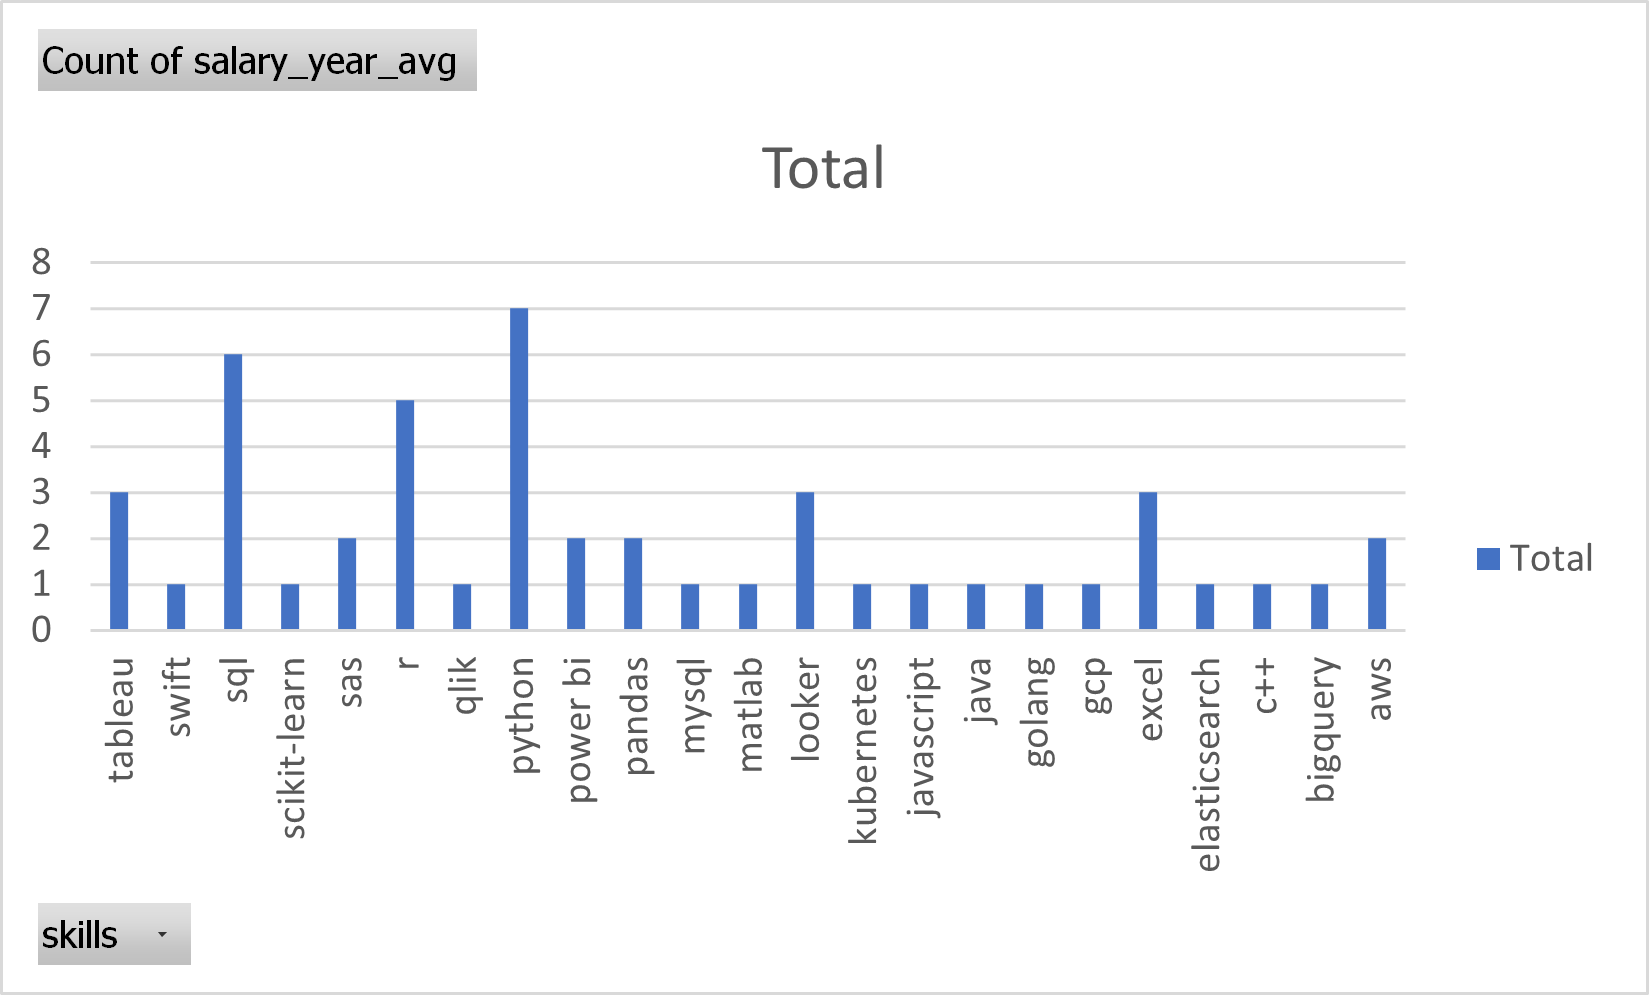 Count of salary_year_avg
Total
8
7
6
5
4
3
2
1
0
tableau
swift
sql
scikit-learn
sas
r
qlik
python
power bi
pandas
mysql
matlab
looker
kubernetes
javascript
java
golang
gcp
excel
elasticsearch
c++
bigquery
aws
Total
skills